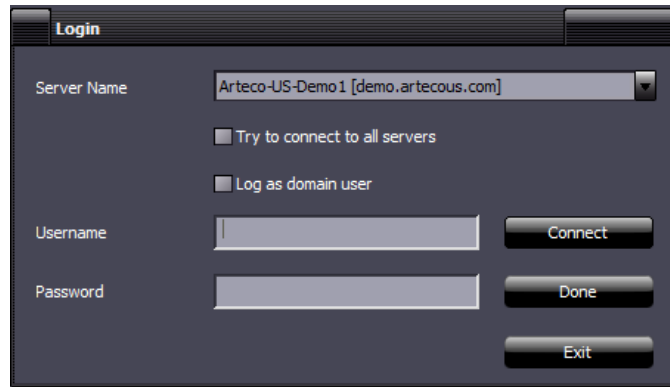 Login
Server Name
Arteco-US-Demo1 [demo.artecous.com]
Try to connect to all servers
Log as domain user
Username
Connect
Password
Done
Exit